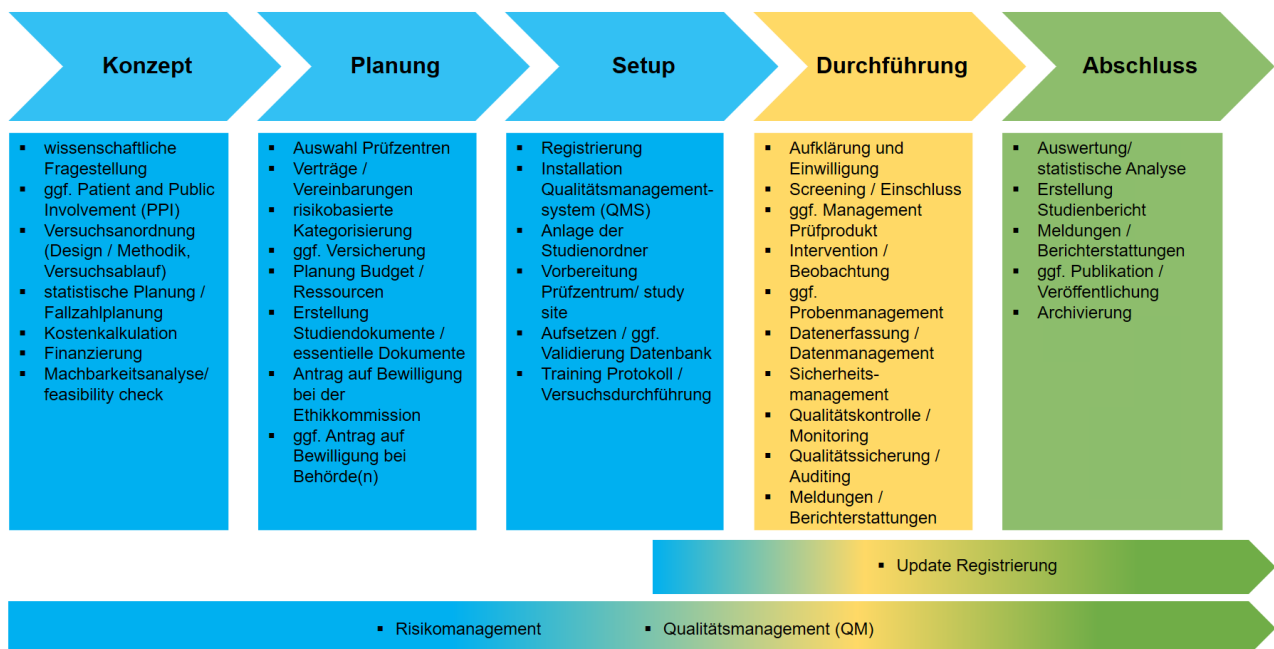 Konzept
Planung
Setup
Durchführung
Abschluss
▪ wissenschaftliche
Fragestellung
▪ ggf. Patient and Public
Involvement (PPI)
▪ Versuchsanordnung
(Design / Methodik,
Versuchsablauf)
▪ statistische Planung /
Fallzahlplanung
▪ Kostenkalkulation
▪ Finanzierung
▪ Machbarkeitsanalyse/
feasibility check
▪ Auswahl Prüfzentren
▪ Verträge /
Vereinbarungen
▪ risikobasierte
Kategorisierung
▪ ggf. Versicherung
▪ Planung Budget /
Ressourcen
▪ Erstellung
Studiendokumente /
essentielle Dokumente
▪ Antrag auf Bewilligung
bei der
Ethikkommission
▪ ggf. Antrag auf
Bewilligung bei
Behörde(n)
▪ Registrierung
▪ Installation
Qualitätsmanagement-
system (QMS)
▪ Anlage der
Studienordner
▪ Vorbereitung
Prüfzentrum/ study
site
▪ Aufsetzen / ggf.
Validierung Datenbank
▪ Training Protokoll /
Versuchsdurchführung
▪ Aufklärung und
Einwilligung
▪ Screening / Einschluss
▪ ggf. Management
Prüfprodukt
▪ Intervention /
Beobachtung
▪ ggf.
Probenmanagement
▪ Datenerfassung /
Datenmanagement
▪ Sicherheits-
management
▪ Qualitätskontrolle /
Monitoring
▪ Qualitätssicherung /
Auditing
▪ Meldungen /
Berichterstattungen
▪ Auswertung/
statistische Analyse
▪ Erstellung
Studienbericht
▪ Meldungen /
Berichterstattungen
▪ ggf. Publikation /
Veröffentlichung
▪ Archivierung
▪ Update Registrierung
▪ Risikomanagement ▪ Qualitätsmanagement (QM)